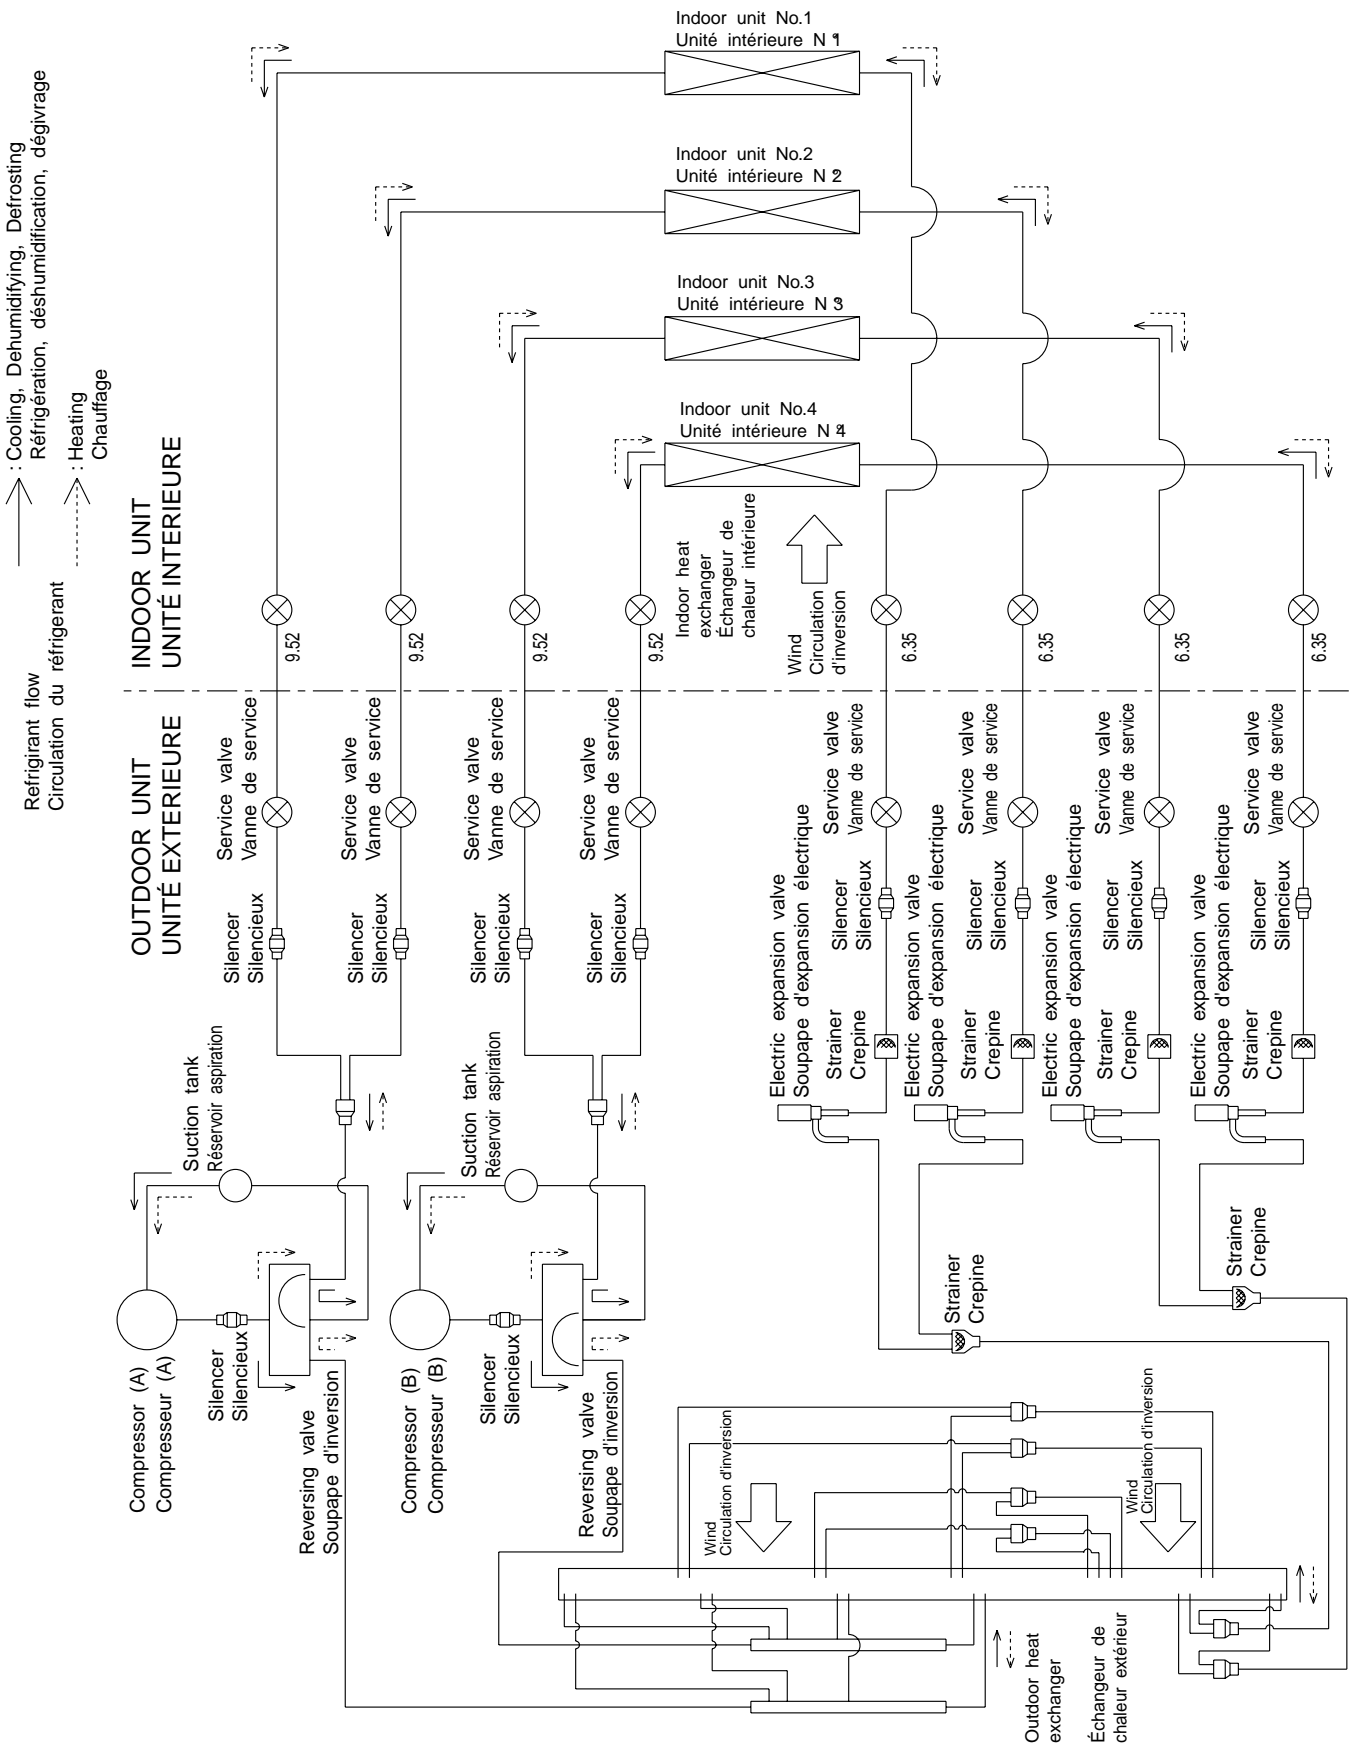 Refrigirant flow
Circulation du réfrigerant
: Cooling, Dehumidifying, Defrosting
Réfrigération, déshumidification, dégivrage
: Heating
Chauffage
OUTDOOR UNIT
UNITÉ EXTERIEURE
INDOOR UNIT
UNITÉ INTERIEURE
Indoor unit No.1
Unité intérieure N°1
Indoor unit No.2
Unité intérieure N°2
Indoor unit No.3
Unité intérieure N°3
Indoor unit No.4
Unité intérieure N°4
Indoor heat
exchanger
Échangeur de
chaleur intérieure
Wind
Circulation
d'inversion
9.52
9.52
9.52
9.52
6.35
6.35
6.35
6.35
Service valve
Vanne de service
Service valve
Vanne de service
Service valve
Vanne de service
Service valve
Vanne de service
Service valve
Vanne de service
Service valve
Vanne de service
Service valve
Vanne de service
Service valve
Vanne de service
Silencer
Silencieux
Silencer
Silencieux
Silencer
Silencieux
Silencer
Silencieux
Silencer
Silencieux
Silencer
Silencieux
Silencer
Silencieux
Silencer
Silencieux
Electric expansion valve
Soupape d'expansion électrique
Strainer
Crepine
Electric expansion valve
Soupape d'expansion électrique
Strainer
Crepine
Electric expansion valve
Soupape d'expansion électrique
Strainer
Crepine
Electric expansion valve
Soupape d'expansion électrique
Strainer
Crepine
Suction tank
Réservoir aspiration
Suction tank
Réservoir aspiration
Compressor (A)
Compresseur (A)
Silencer
Silencieux
Reversing valve
Soupape d'inversion
Compressor (B)
Compresseur (B)
Silencer
Silencieux
Reversing valve
Soupape d'inversion
Strainer
Crepine
Strainer
Crepine
Wind
Circulation d'inversion
Wind
Circulation d'inversion
Outdoor heat
exchanger
Échangeur de
chaleur extérieur